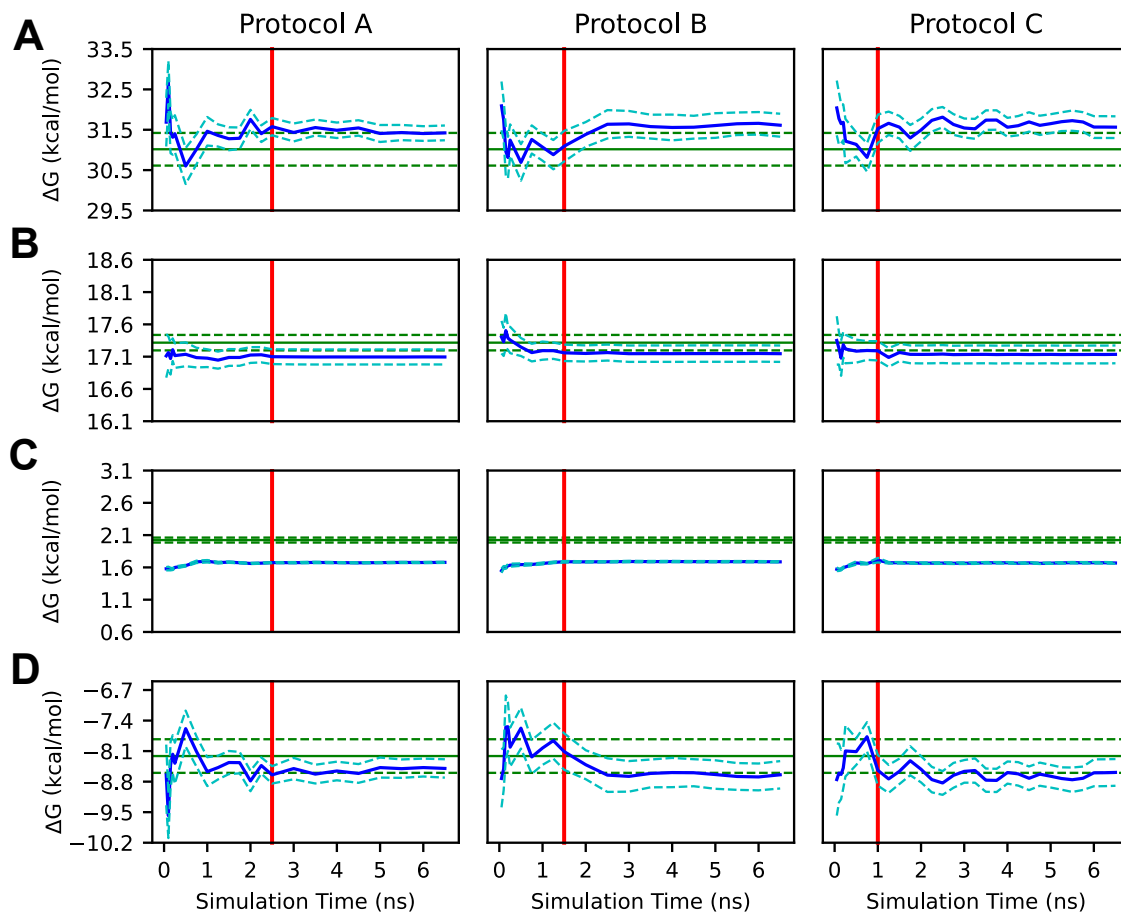 Protocol A Protocol B Protocol C
A
ΔG (kcal/mol)
33.5
32.5
31.5
30.5
29.5
B
ΔG (kcal/mol)
18.6
18.1
17.6
17.1
16.6
16.1
C
ΔG (kcal/mol)
3.1
2.6
2.1
1.6
1.1
0.6
D
ΔG (kcal/mol)
−6.7
−7.4
−8.1
−8.8
−9.5
−10.2
0 1 2 3 4 5 6 0 1 2 3 4 5 6 0 1 2 3 4 5 6
Simulation Time (ns) Simulation Time (ns) Simulation Time (ns)